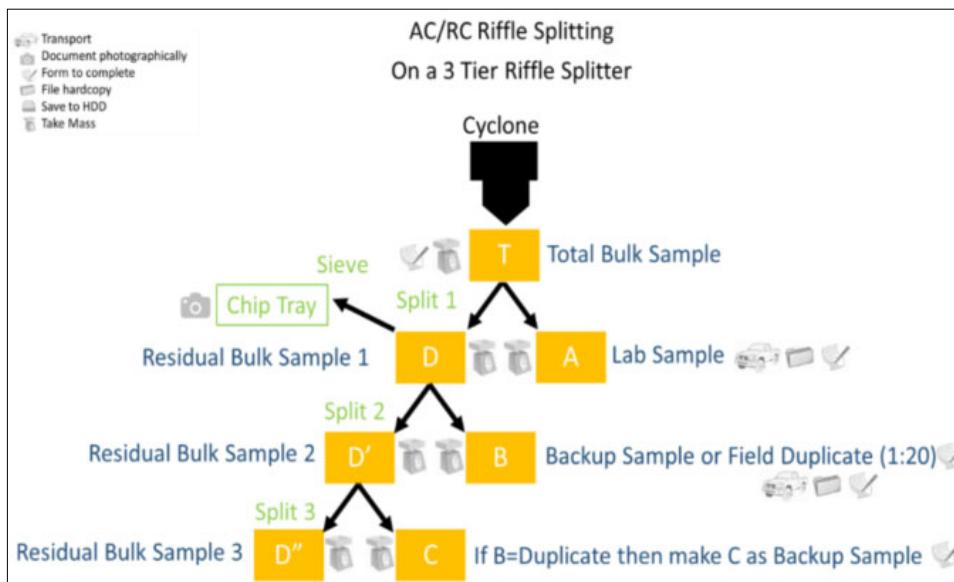 AC/RC Riffle Splitting
On a 3 Tier Riffle Splitter
Transport
Document photographically
Form to complete
File hardcopy
Save to HDD
Take Mass
Cyclone
T
Total Bulk Sample
Sieve
Split 1
Chip Tray
Residual Bulk Sample 1
D
A
Lab Sample
Split 2
Residual Bulk Sample 2
D'
B
Backup Sample or Field Duplicate (1:20)
Split 3
Residual Bulk Sample 3
D"
C
If B=Duplicate then make C as Backup Sample